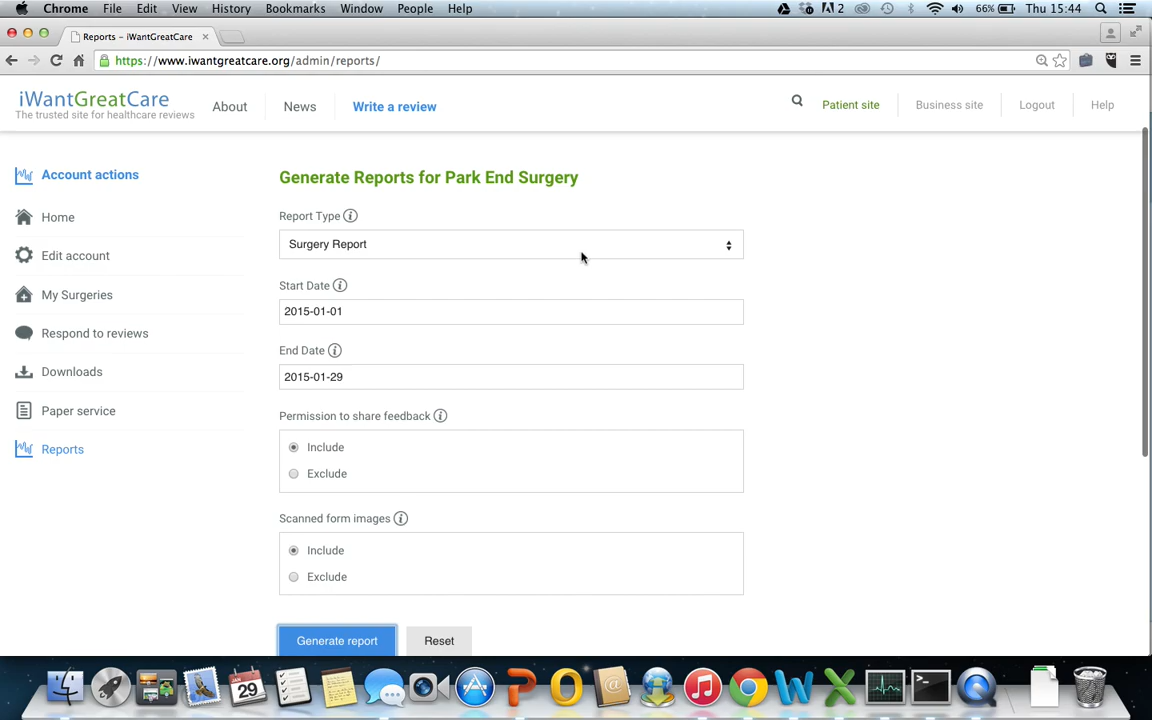 Chrome File Edit View History Bookmarks Window People Help 2 66% Thu 15:44
Reports - iWantGreatCare
https://www.iwantgreatcare.org/admin/reports/
iWantGreatCare
The trusted site for healthcare reviews
About News Write a review Patient site Business site Logout Help
Account actions
Home
Edit account
My Surgeries
Respond to reviews
Downloads
Paper service
Reports
Generate Reports for Park End Surgery
Report Type
Surgery Report
Start Date
2015-01-01
End Date
2015-01-29
Permission to share feedback
Include
Exclude
Scanned form images
Include
Exclude
Generate report Reset
JAN
29